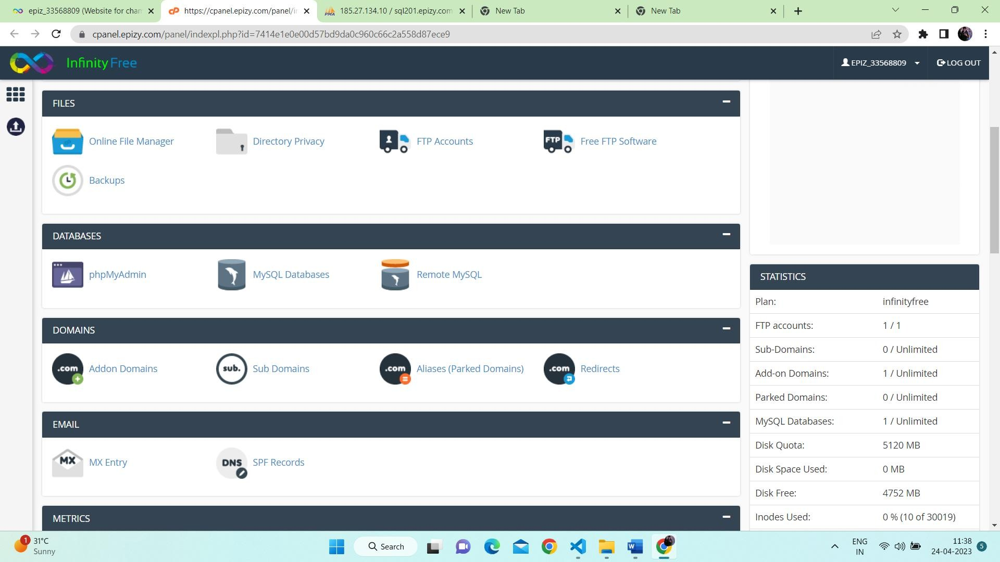 epiz_33568809 (Website for chan
https://cpanel.epizy.com/panel/in
185.27.134.10 / sql201.epizy.com
New Tab
New Tab
cpanel.epizy.com/panel/indexpl.php?id=7414e1e0e00d57bd9da0c960c66c2a558d87ece9
InfinityFree
EPIZ_33568809
LOG OUT
FILES
Online File Manager
Directory Privacy
FTP Accounts
FTP
Free FTP Software
Backups
DATABASES
phpMyAdmin
MySQL Databases
Remote MySQL
DOMAINS
.com
Addon Domains
sub.
Sub Domains
.com
Aliases (Parked Domains)
.com
Redirects
EMAIL
MX
MX Entry
DNS
SPF Records
METRICS
STATISTICS
Plan: infinityfree
FTP accounts: 1 / 1
Sub-Domains: 0 / Unlimited
Add-on Domains: 1 / Unlimited
Parked Domains: 0 / Unlimited
MySQL Databases: 1 / Unlimited
Disk Quota: 5120 MB
Disk Space Used: 0 MB
Disk Free: 4752 MB
Inodes Used: 0 % (10 of 30019)
1
31°C
Sunny
Search
ENG
IN
11:38
24-04-2023
5